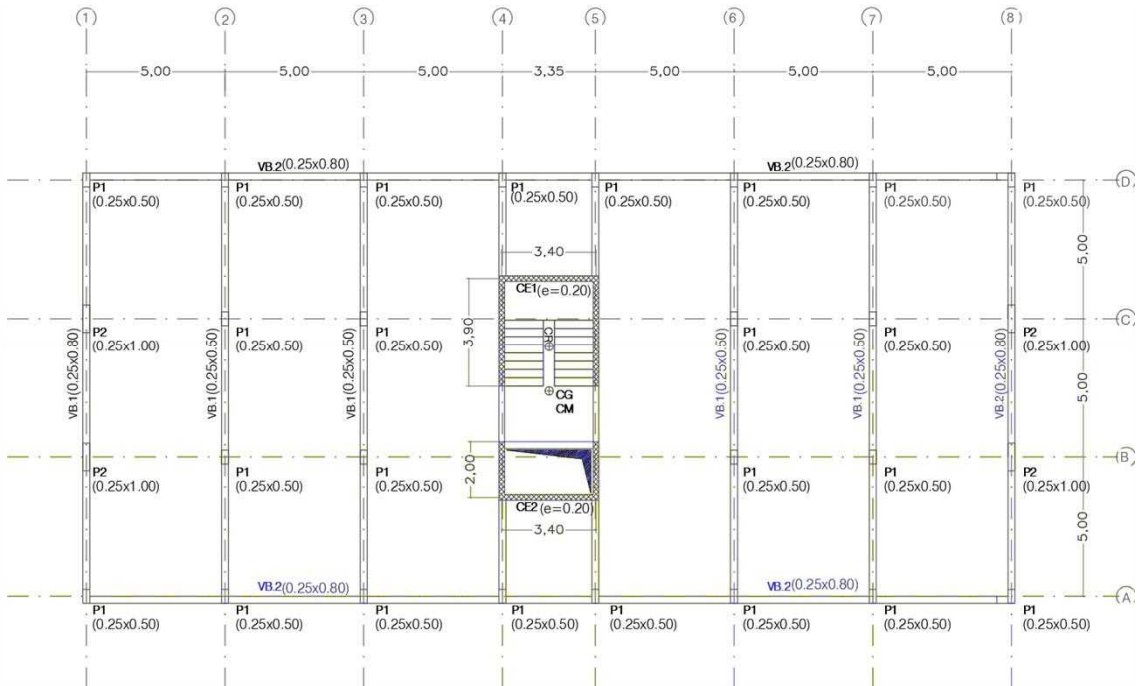 1 2 3 4 5 6 7 8
5,00 5,00 5,00 3,35 5,00 5,00 5,00
VB.2(0.25x0.80) VB.2(0.25x0.80)
D
P1 P1 P1 P1 P1 P1 P1 P1
(0.25x0.50) (0.25x0.50) (0.25x0.50) (0.25x0.50) (0.25x0.50) (0.25x0.50) (0.25x0.50) (0.25x0.50)
5,00
3,40
CE1(e=0.20)
C
P2 P1 P1 CR P1 P1 P2
(0.25x1.00) (0.25x0.50) (0.25x0.50) (0.25x0.50) (0.25x0.50) (0.25x1.00)
3,90
VB.1(0.25x0.80) VB.1(0.25x0.50) VB.1(0.25x0.50) VB.1(0.25x0.50) VB.1(0.25x0.50) VB.2(0.25x0.80)
5,00
CG
CM
B
P2 P1 P1 P1 P1 P2
(0.25x1.00) (0.25x0.50) (0.25x0.50) (0.25x0.50) (0.25x0.50) (0.25x1.00)
2,00
CE2(e=0.20)
3,40
5,00
VB.2(0.25x0.80) VB.2(0.25x0.80)
A
P1 P1 P1 P1 P1 P1 P1 P1
(0.25x0.50) (0.25x0.50) (0.25x0.50) (0.25x0.50) (0.25x0.50) (0.25x0.50) (0.25x0.50) (0.25x0.50)